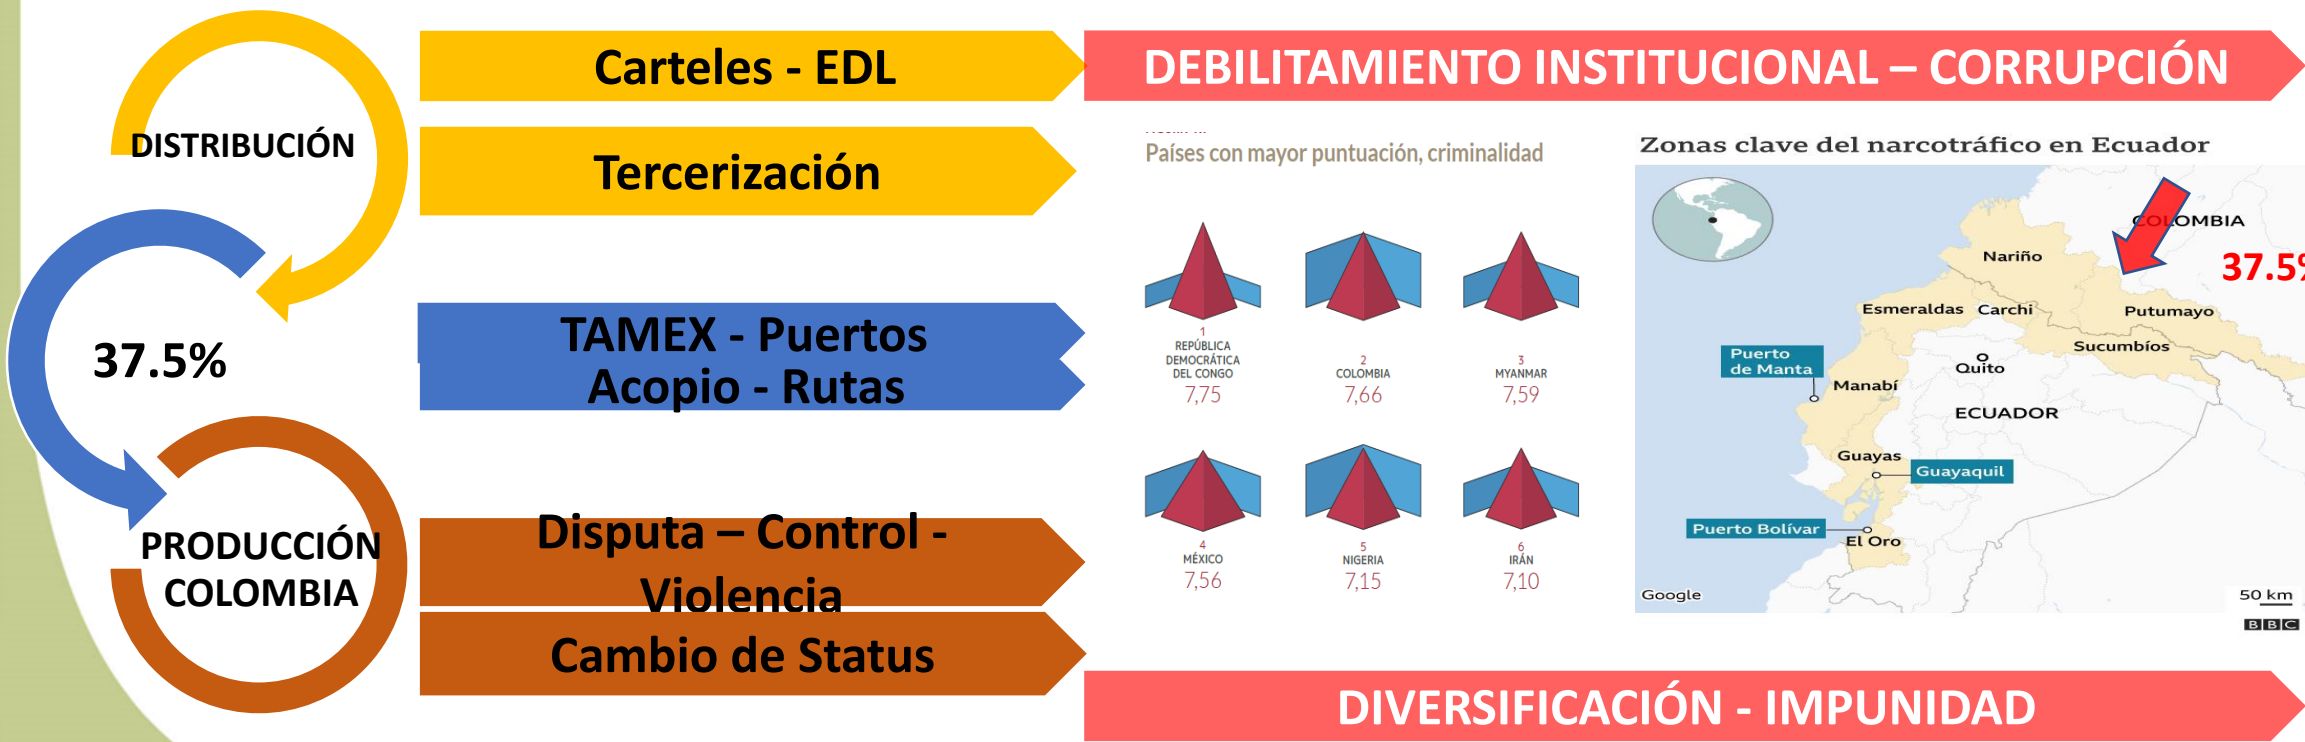 DISTRIBUCIÓN
37.5%
PRODUCCIÓN
COLOMBIA
Carteles - EDL
Tercerización
TAMEX - Puertos
Acopio - Rutas
Disputa – Control -
Violencia
Cambio de Status
DEBILITAMIENTO INSTITUCIONAL – CORRUPCIÓN
Países con mayor puntuación, criminalidad
1
REPÚBLICA
DEMOCRÁTICA
DEL CONGO
7,75
2
COLOMBIA
7,66
3
MYANMAR
7,59
4
MÉXICO
7,56
5
NIGERIA
7,15
6
IRÁN
7,10
Zonas clave del narcotráfico en Ecuador
COLOMBIA
Nariño
37.5%
Esmeraldas
Carchi
Putumayo
Sucumbíos
Puerto
de Manta
Quito
Manabí
ECUADOR
Guayas
Guayaquil
Puerto Bolívar
El Oro
Google
50 km
BBC
DIVERSIFICACIÓN - IMPUNIDAD